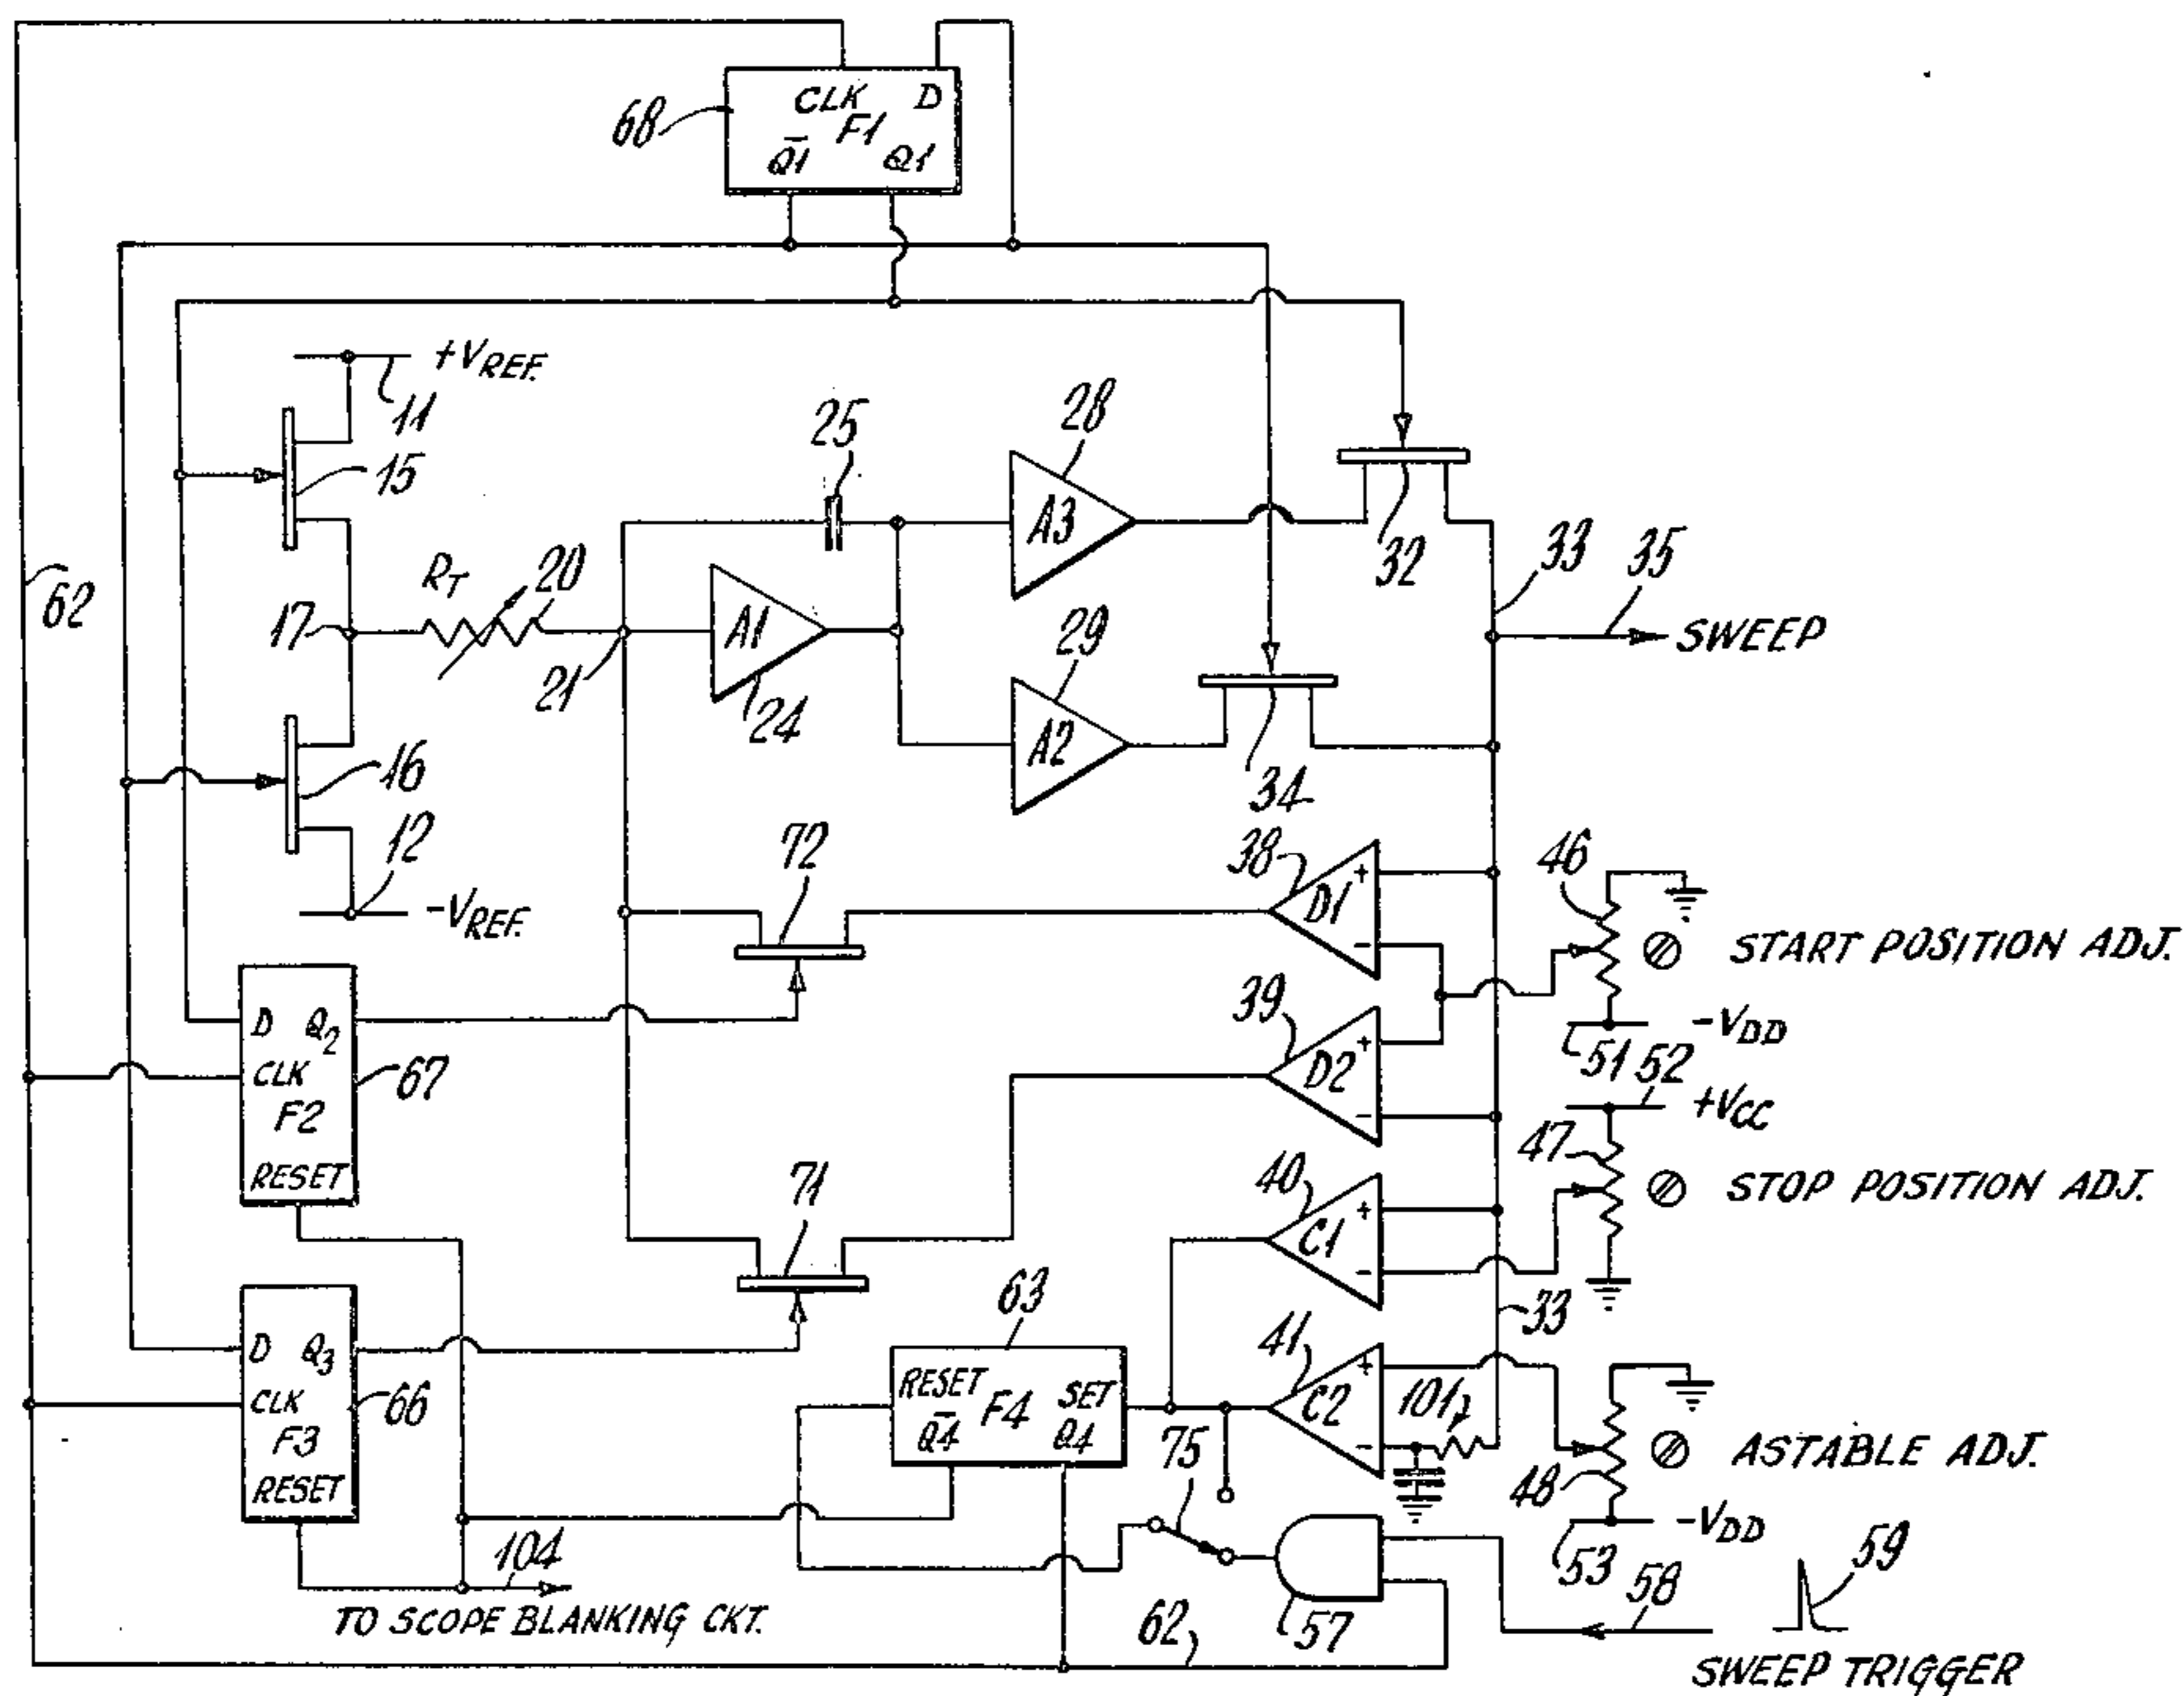 CLK D
68 F1
Q̅1 Q1
+VREF.
11
15
25
28
A3
32
33
35
62
RT 20
17
21
A1
24
29
A2
34
SWEEP
16
12
-VREF.
72
38
D1
+
-
46
START POSITION ADJ.
51
-VDD
52
+VCC
D Q2
CLK
F2
RESET
67
39
D2
+
-
47
STOP POSITION ADJ.
71
40
C1
+
-
33
D Q3
CLK
F3
RESET
66
63
RESET F4 SET
Q̅4 Q4
41
C2
+
-
101
75
48
ASTABLE ADJ.
53
-VDD
104
TO SCOPE BLANKING CKT.
62
57
58
59
SWEEP TRIGGER